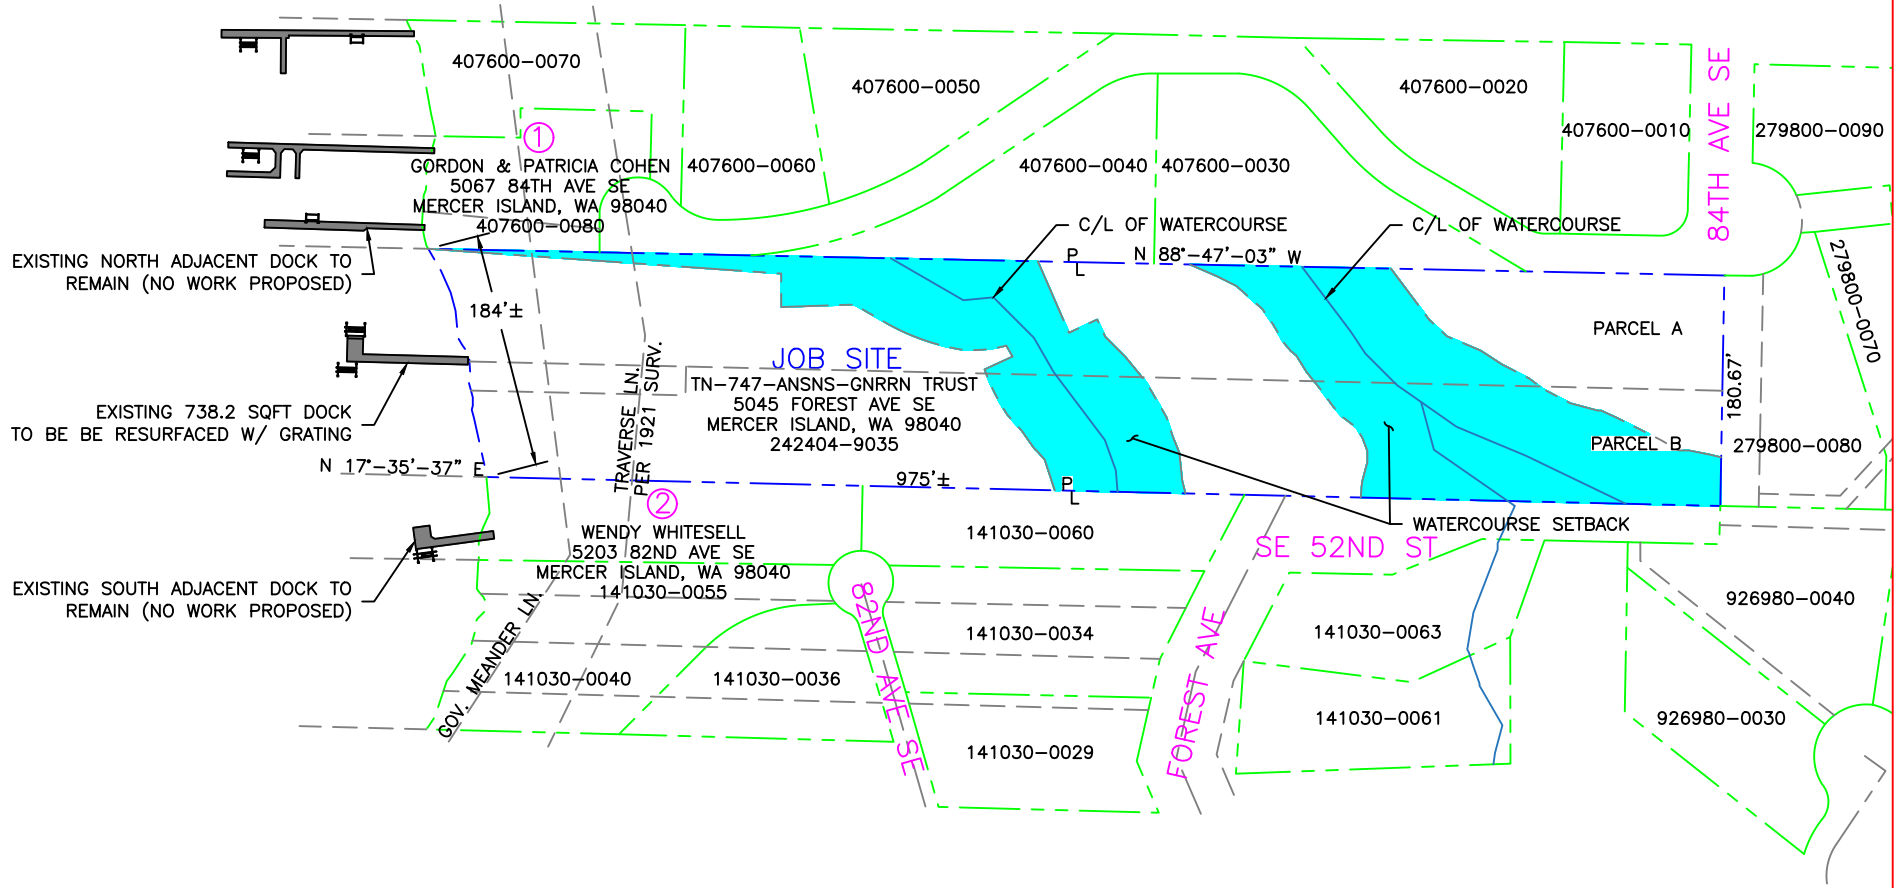 407600-0070
407600-0050
407600-0020
407600-0010
84TH AVE SE
279800-0090
1
GORDON & PATRICIA COHEN
5067 84TH AVE SE
MERCER ISLAND, WA 98040
407600-0080
407600-0060
407600-0040
407600-0030
C/L OF WATERCOURSE
C/L OF WATERCOURSE
EXISTING NORTH ADJACENT DOCK TO
REMAIN (NO WORK PROPOSED)
PL
N 88°-47'-03" W
279800-0070
184'±
PARCEL A
JOB SITE
TN-747-ANSNS-GNRRN TRUST
5045 FOREST AVE SE
MERCER ISLAND, WA 98040
242404-9035
TRAVERSE LN.
PER 1921 SURV.
180.67'
EXISTING 738.2 SQFT DOCK
TO BE BE RESURFACED W/ GRATING
PARCEL B
279800-0080
N 17°-35'-37" E
975'±
PL
2
WENDY WHITESELL
5203 82ND AVE SE
MERCER ISLAND, WA 98040
141030-0055
141030-0060
WATERCOURSE SETBACK
SE 52ND ST
EXISTING SOUTH ADJACENT DOCK TO
REMAIN (NO WORK PROPOSED)
GOV. MEANDER LN.
82ND AVE SE
141030-0034
FOREST AVE
141030-0063
926980-0040
141030-0040
141030-0036
141030-0061
926980-0030
141030-0029